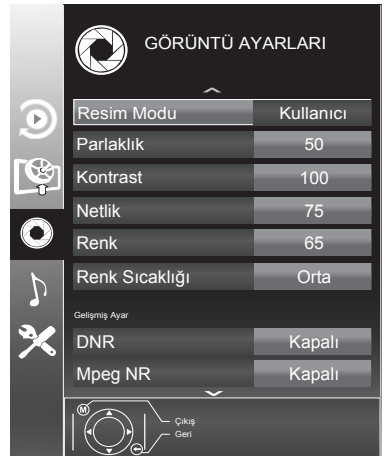 GÖRÜNTÜ AYARLARI
Resim Modu Kullanıcı
Parlaklık 50
Kontrast 100
Netlik 75
Renk 65
Renk Sıcaklığı Orta
Gelişmiş Ayar
DNR Kapalı
Mpeg NR Kapalı
M
Çıkış
Geri